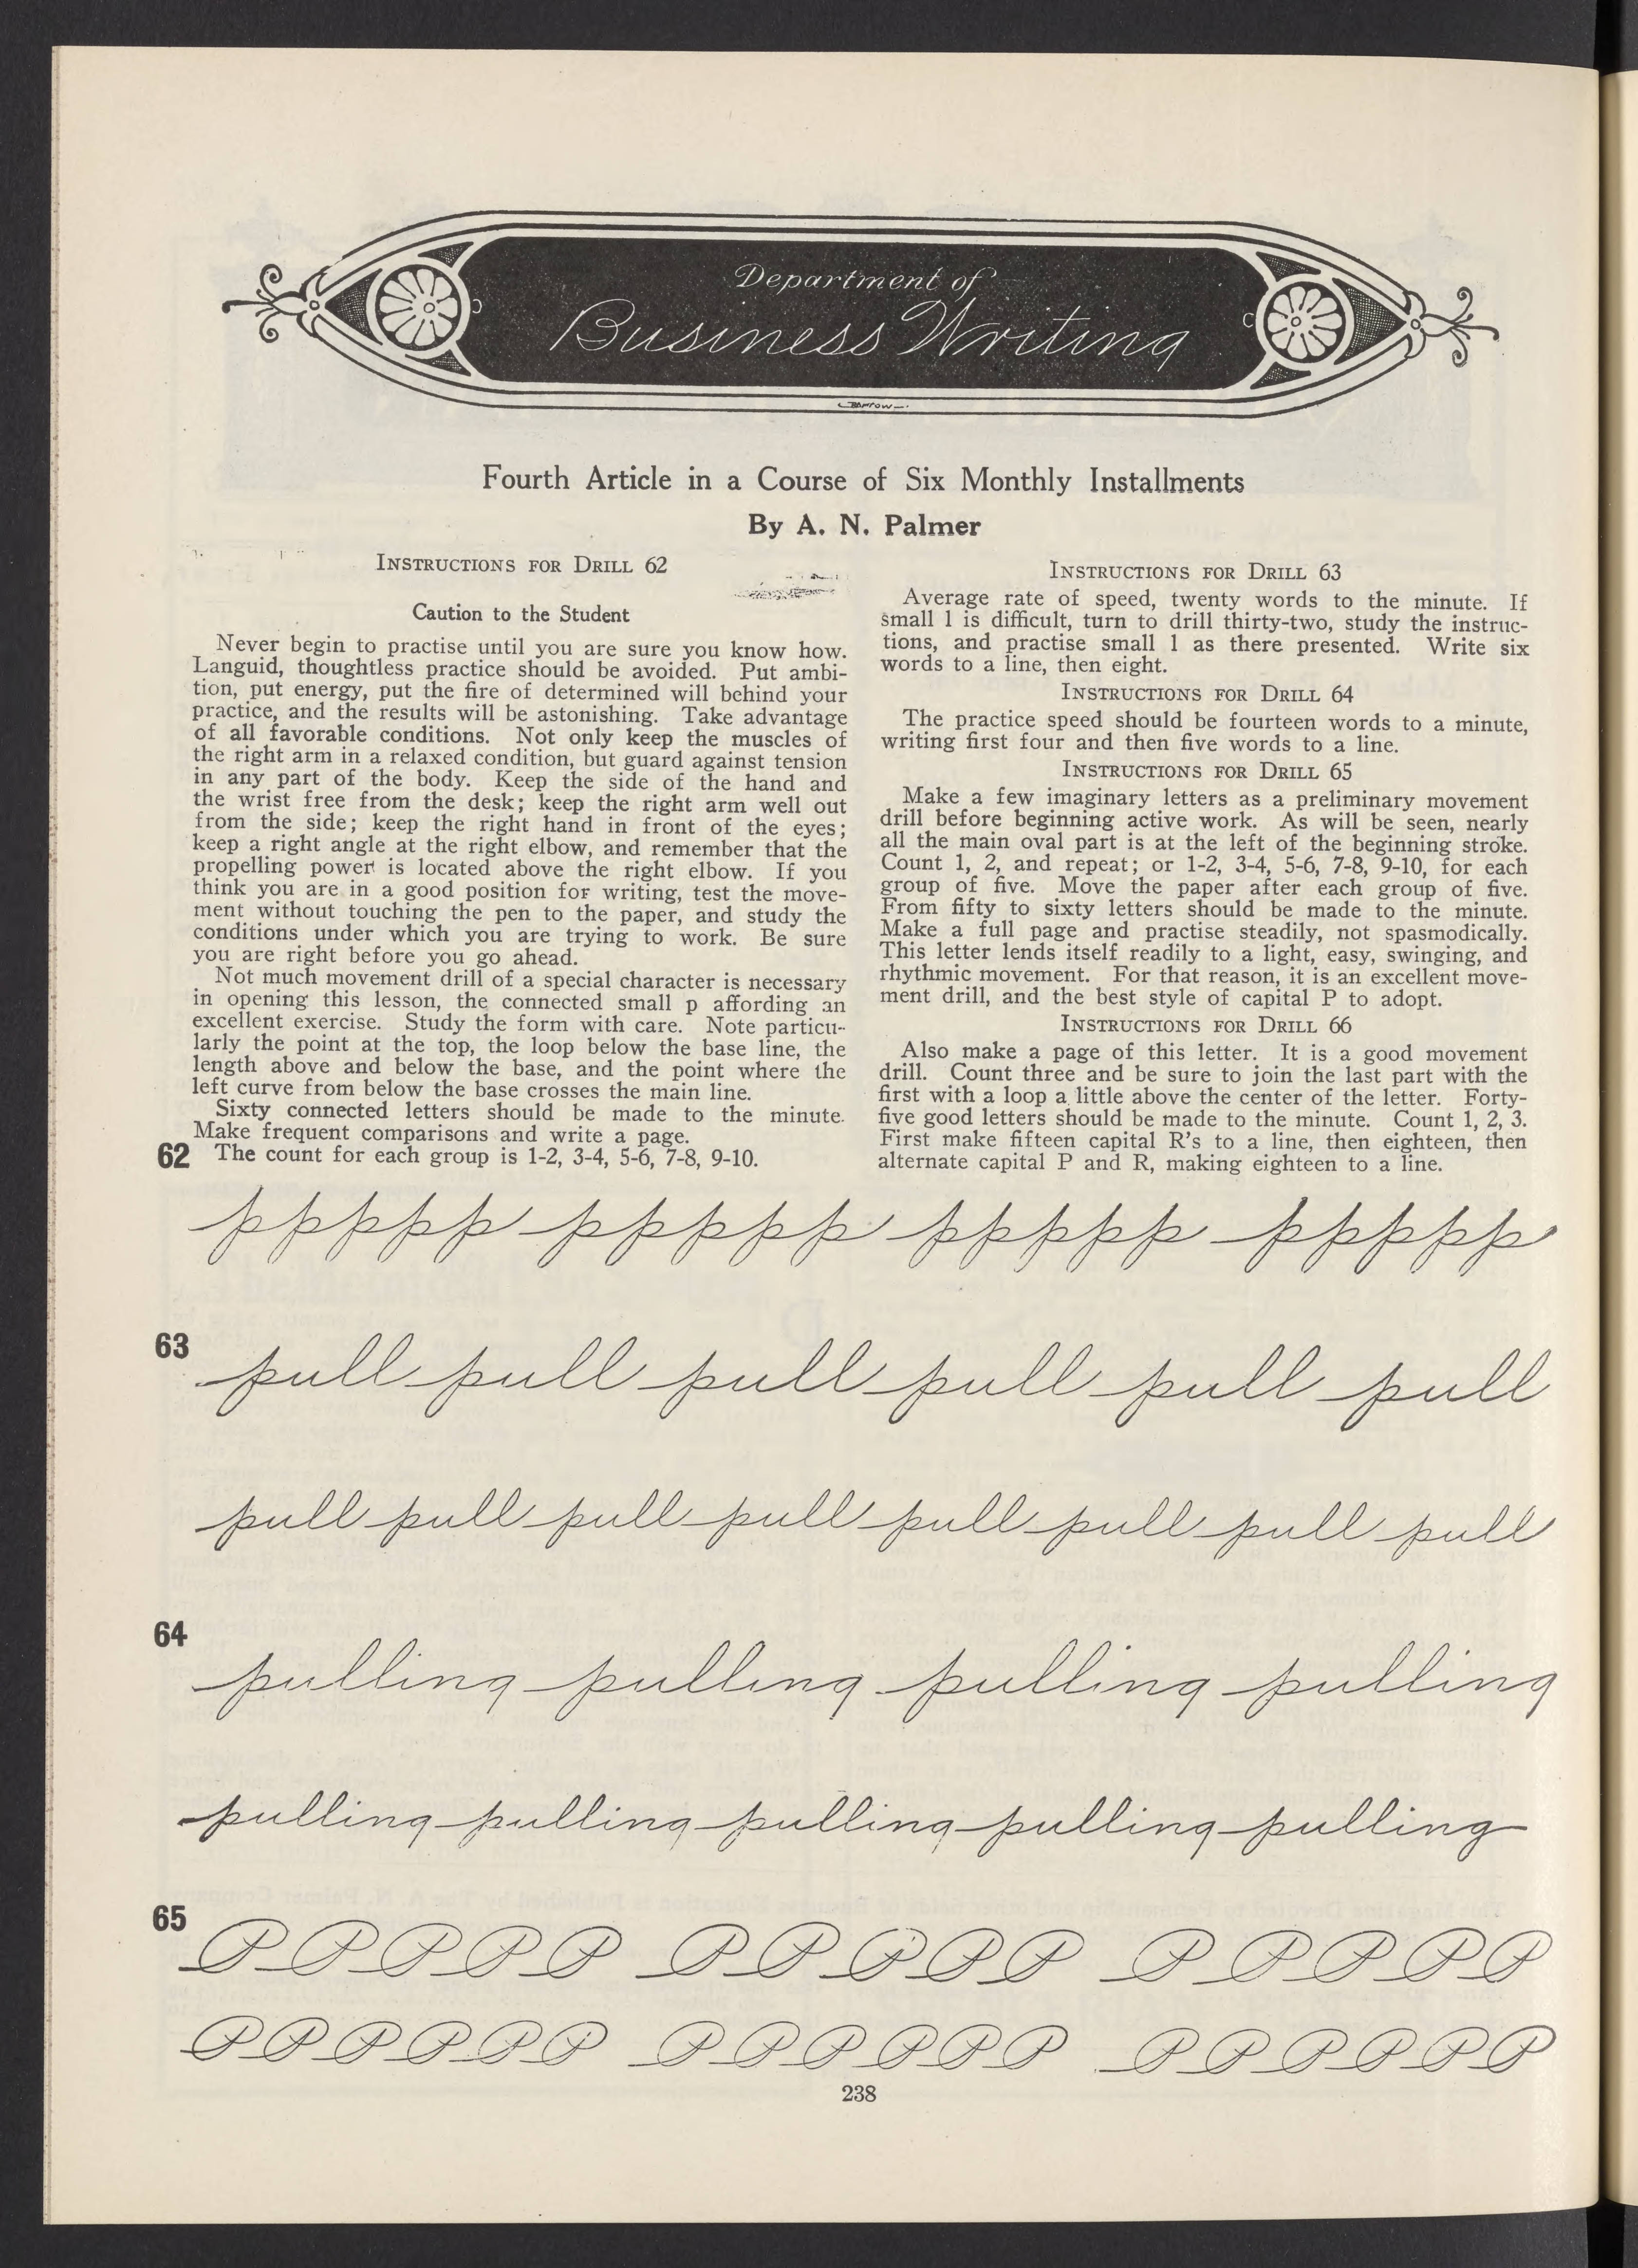 Department of
Business Writing
Barrow
Fourth Article in a Course of Six Monthly Installments
By A. N. Palmer
INSTRUCTIONS FOR DRILL 62
Caution to the Student
Never begin to practise until you are sure you know how.
Languid, thoughtless practice should be avoided. Put ambi-
tion, put energy, put the fire of determined will behind your
practice, and the results will be astonishing. Take advantage
of all favorable conditions. Not only keep the muscles of
the right arm in a relaxed condition, but guard against tension
in any part of the body. Keep the side of the hand and
the wrist free from the desk; keep the right arm well out
from the side; keep the right hand in front of the eyes;
keep a right angle at the right elbow, and remember that the
propelling power is located above the right elbow. If you
think you are in a good position for writing, test the move-
ment without touching the pen to the paper, and study the
conditions under which you are trying to work. Be sure
you are right before you go ahead.
Not much movement drill of a special character is necessary
in opening this lesson, the connected small p affording an
excellent exercise. Study the form with care. Note particu-
larly the point at the top, the loop below the base line, the
length above and below the base, and the point where the
left curve from below the base crosses the main line.
Sixty connected letters should be made to the minute.
Make frequent comparisons and write a page.
62 The count for each group is 1-2, 3-4, 5-6, 7-8, 9-10.
INSTRUCTIONS FOR DRILL 63
Average rate of speed, twenty words to the minute. If
small l is difficult, turn to drill thirty-two, study the instruc-
tions, and practise small l as there presented. Write six
words to a line, then eight.
INSTRUCTIONS FOR DRILL 64
The practice speed should be fourteen words to a minute,
writing first four and then five words to a line.
INSTRUCTIONS FOR DRILL 65
Make a few imaginary letters as a preliminary movement
drill before beginning active work. As will be seen, nearly
all the main oval part is at the left of the beginning stroke.
Count 1, 2, and repeat; or 1-2, 3-4, 5-6, 7-8, 9-10, for each
group of five. Move the paper after each group of five.
From fifty to sixty letters should be made to the minute.
Make a full page and practise steadily, not spasmodically.
This letter lends itself readily to a light, easy, swinging, and
rhythmic movement. For that reason, it is an excellent move-
ment drill, and the best style of capital P to adopt.
INSTRUCTIONS FOR DRILL 66
Also make a page of this letter. It is a good movement
drill. Count three and be sure to join the last part with the
first with a loop a little above the center of the letter. Forty-
five good letters should be made to the minute. Count 1, 2, 3.
First make fifteen capital R's to a line, then eighteen, then
alternate capital P and R, making eighteen to a line.
ppppp ppppp ppppp ppppp
63
pull pull pull pull pull pull
pull pull pull pull pull pull pull pull
64
pulling pulling pulling pulling
pulling pulling pulling pulling pulling
65
PPPPP PPPPP PPPPP
PPPPPP PPPPPP PPPPPP
238